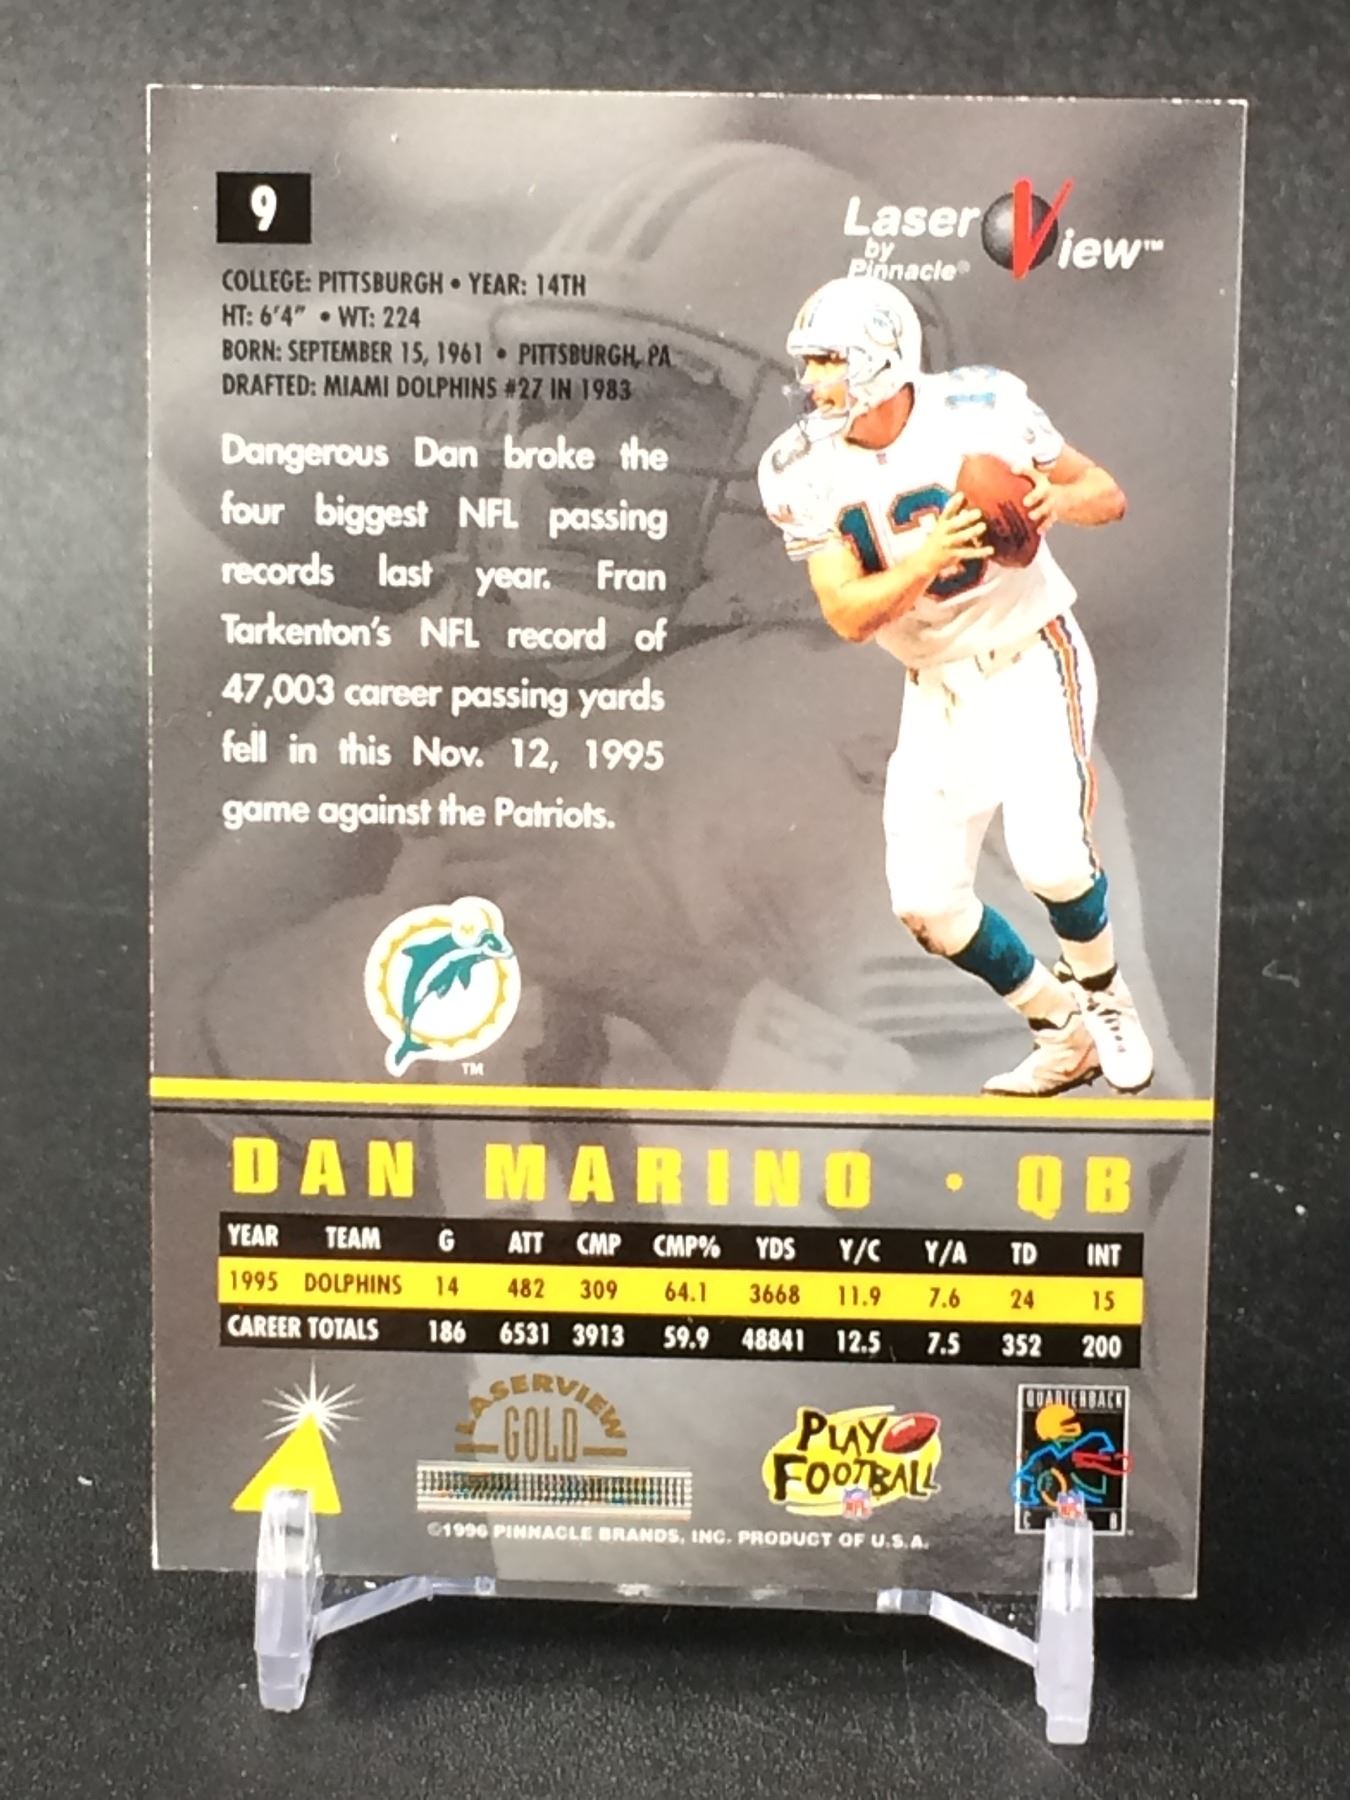 9
Laser View™
by
Pinnacle®
COLLEGE: PITTSBURGH • YEAR: 14TH
HT: 6'4" • WT: 224
BORN: SEPTEMBER 15, 1961 • PITTSBURGH, PA
DRAFTED: MIAMI DOLPHINS #27 IN 1983
Dangerous Dan broke the
four biggest NFL passing
records last year. Fran
Tarkenton's NFL record of
47,003 career passing yards
fell in this Nov. 12, 1995
game against the Patriots.
13
TM
DAN MARINO • QB
YEAR TEAM G ATT CMP CMP% YDS Y/C Y/A TD INT
1995 DOLPHINS 14 482 309 64.1 3668 11.9 7.6 24 15
CAREER TOTALS 186 6531 3913 59.9 48841 12.5 7.5 352 200
LASERVIEW
GOLD
PLAY
FOOTBALL
NFL
QUARTERBACK
NFL
©1996 PINNACLE BRANDS, INC. PRODUCT OF U.S.A.